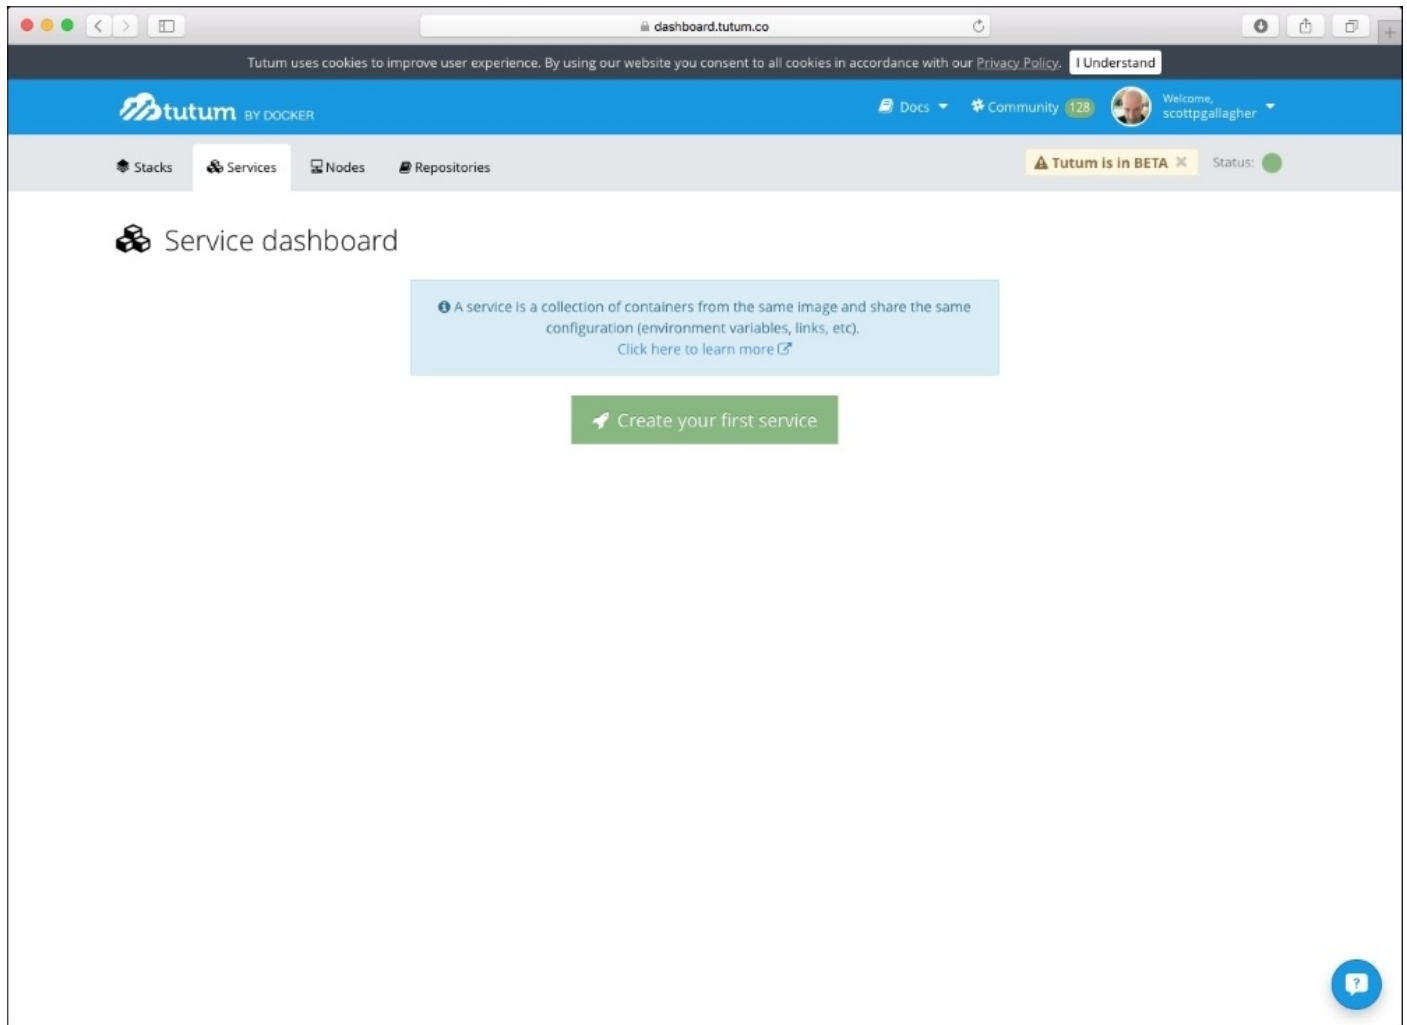 dashboard.tutum.co
Tutum uses cookies to improve user experience. By using our website you consent to all cookies in accordance with our Privacy Policy. I Understand
tutum BY DOCKER
Docs
Community 128
Welcome,
scottpgallagher
Stacks
Services
Nodes
Repositories
Tutum is in BETA
Status:
Service dashboard
A service is a collection of containers from the same image and share the same
configuration (environment variables, links, etc).
Click here to learn more
Create your first service